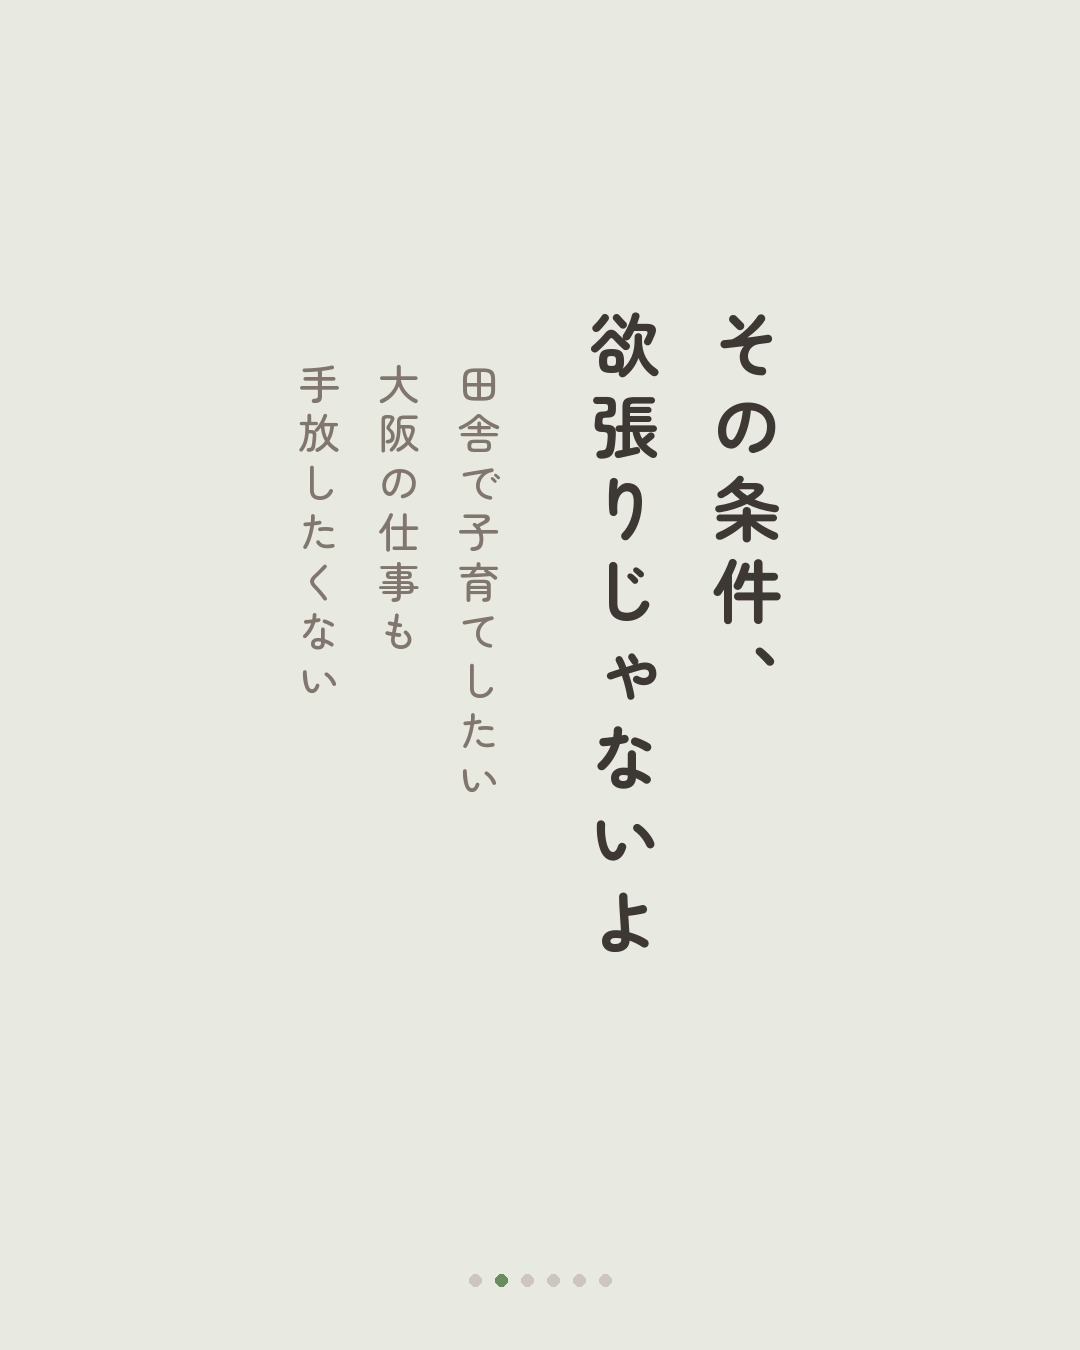 その条件、
欲張りじゃないよ
田舎で子育てしたい
大阪の仕事も
手放したくない